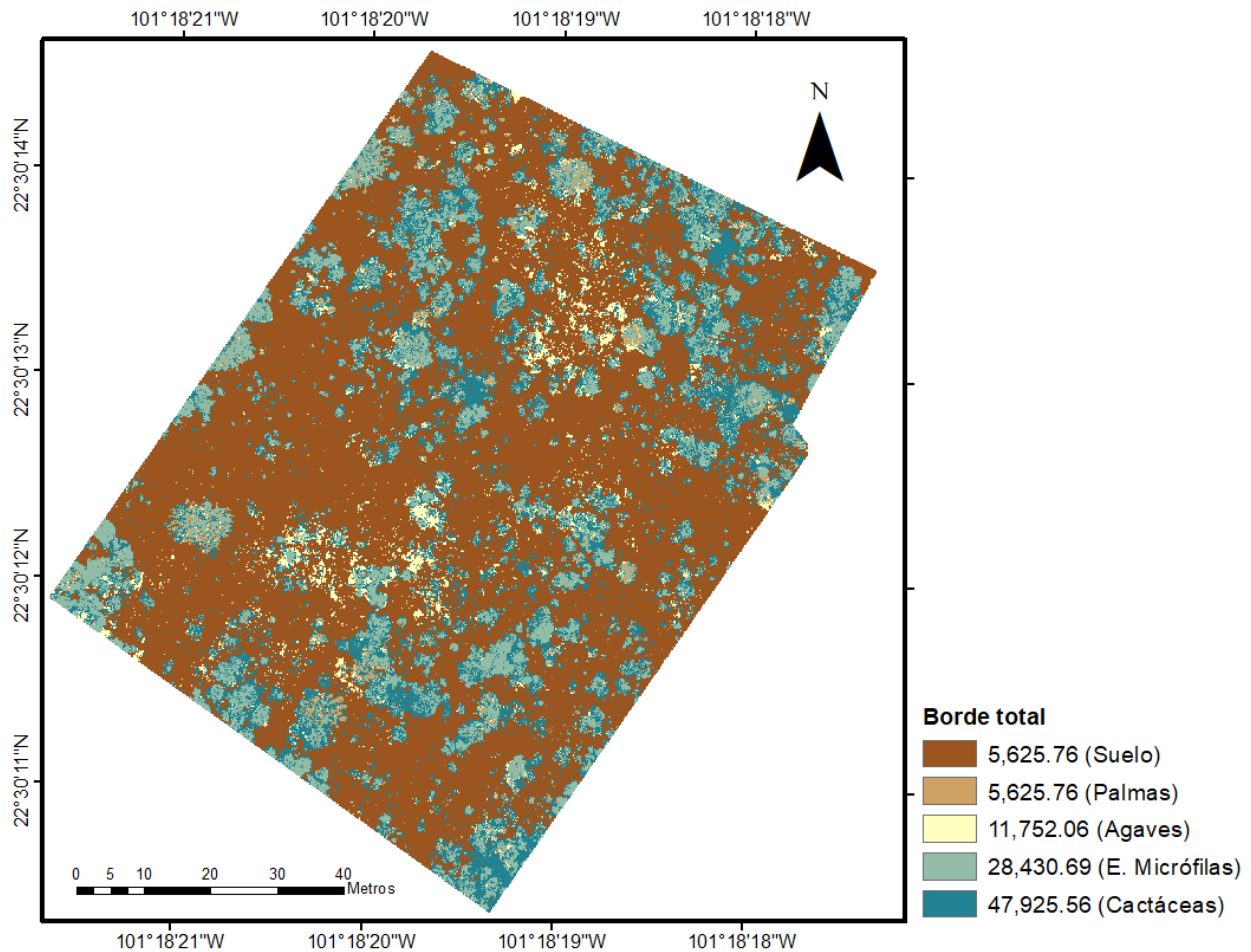 101°18'21"W 101°18'20"W 101°18'19"W 101°18'18"W
N
22°30'14"N
22°30'13"N
22°30'12"N
22°30'11"N
0 5 10 20 30 40
Metros
101°18'21"W 101°18'20"W 101°18'19"W 101°18'18"W
Borde total
5,625.76 (Suelo)
5,625.76 (Palmas)
11,752.06 (Agaves)
28,430.69 (E. Micrófilas)
47,925.56 (Cactáceas)